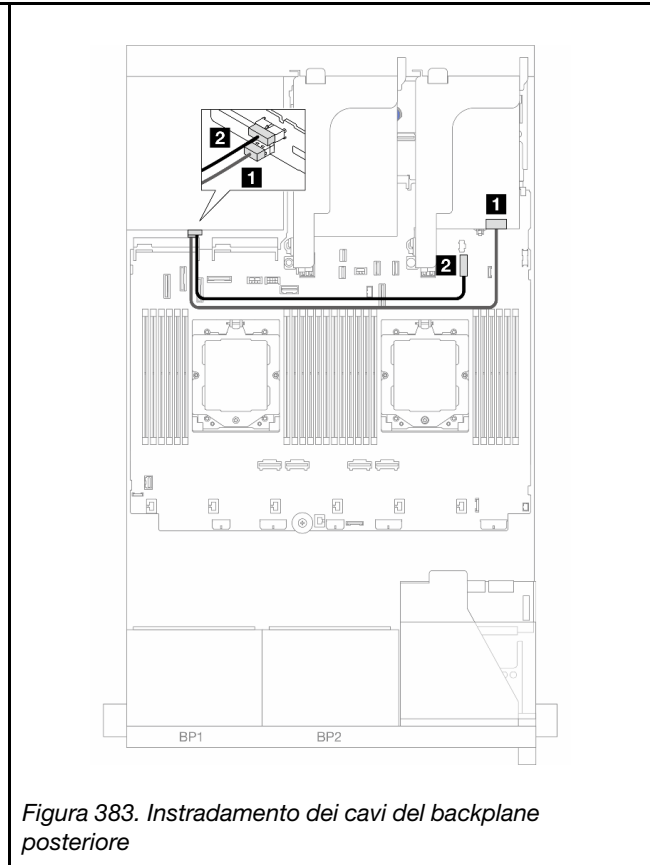 2
1
1
2
BP1
BP2
Figura 383. Instradamento dei cavi del backplane
posteriore